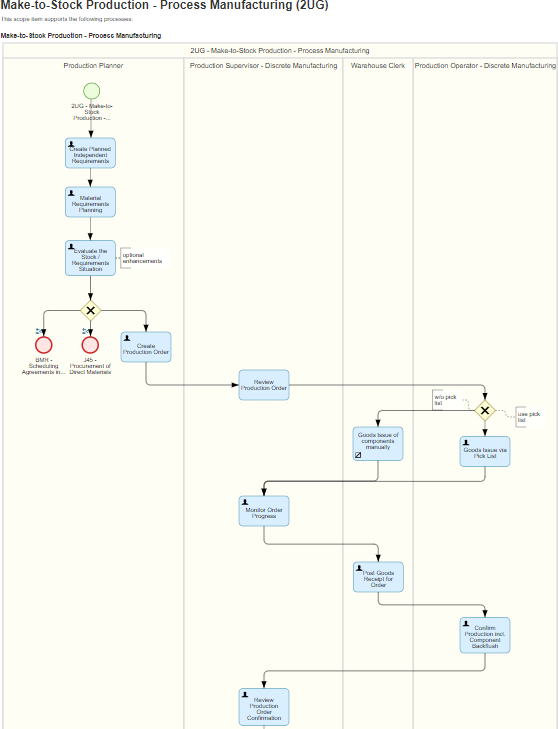 Make-to-Stock Production - Process Manufacturing (2UG)
This scope item supports the following processes:
Make-to-Stock Production - Process Manufacturing
2UG - Make-to-Stock Production - Process Manufacturing
Production Planner
Production Supervisor - Discrete Manufacturing
Warehouse Clerk
Production Operator - Discrete Manufacturing
2UG - Make-to-
Stock
Production -...
Create Planned
Independent
Requirements
Material
Requirements
Planning
Evaluate the
Stock /
Requirements
Situation
optional
enhancements
BMR -
Scheduling
Agreements in...
J45 -
Procurement of
Direct Materials
Create
Production Order
Review
Production Order
w/o pick
list
use pick
list
Goods Issue of
components
manually
Goods Issue via
Pick List
Monitor Order
Progress
Post Goods
Receipt for
Order
Confirm
Production incl.
Component
Backflush
Review
Production
Order
Confirmation